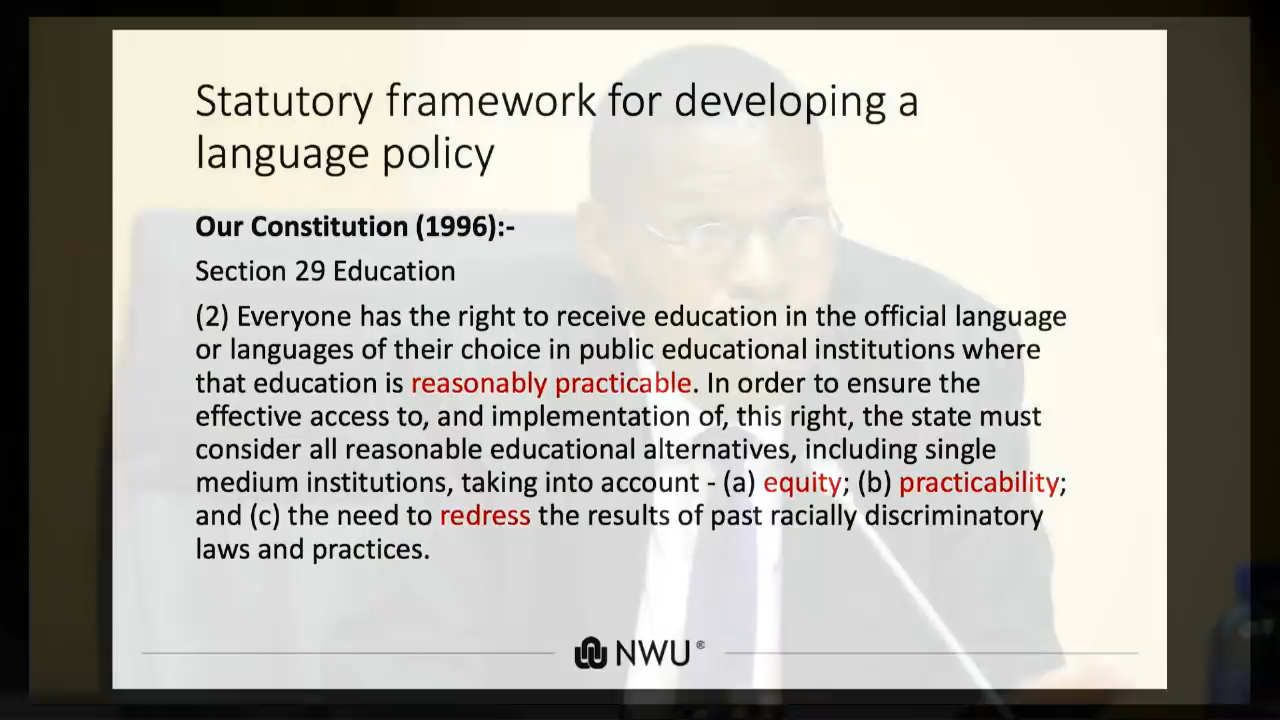 Statutory framework for developing a
language policy
Our Constitution (1996):-
Section 29 Education
(2) Everyone has the right to receive education in the official language
or languages of their choice in public educational institutions where
that education is reasonably practicable. In order to ensure the
effective access to, and implementation of, this right, the state must
consider all reasonable educational alternatives, including single
medium institutions, taking into account - (a) equity; (b) practicability;
and (c) the need to redress the results of past racially discriminatory
laws and practices.
NWU®